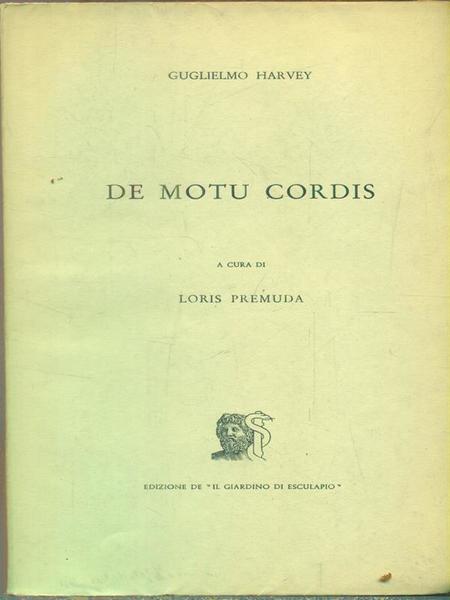 GUGLIELMO HARVEY
DE MOTU CORDIS
A CURA DI
LORIS PREMUDA
EDIZIONE DE "IL GIARDINO DI ESCULAPIO"